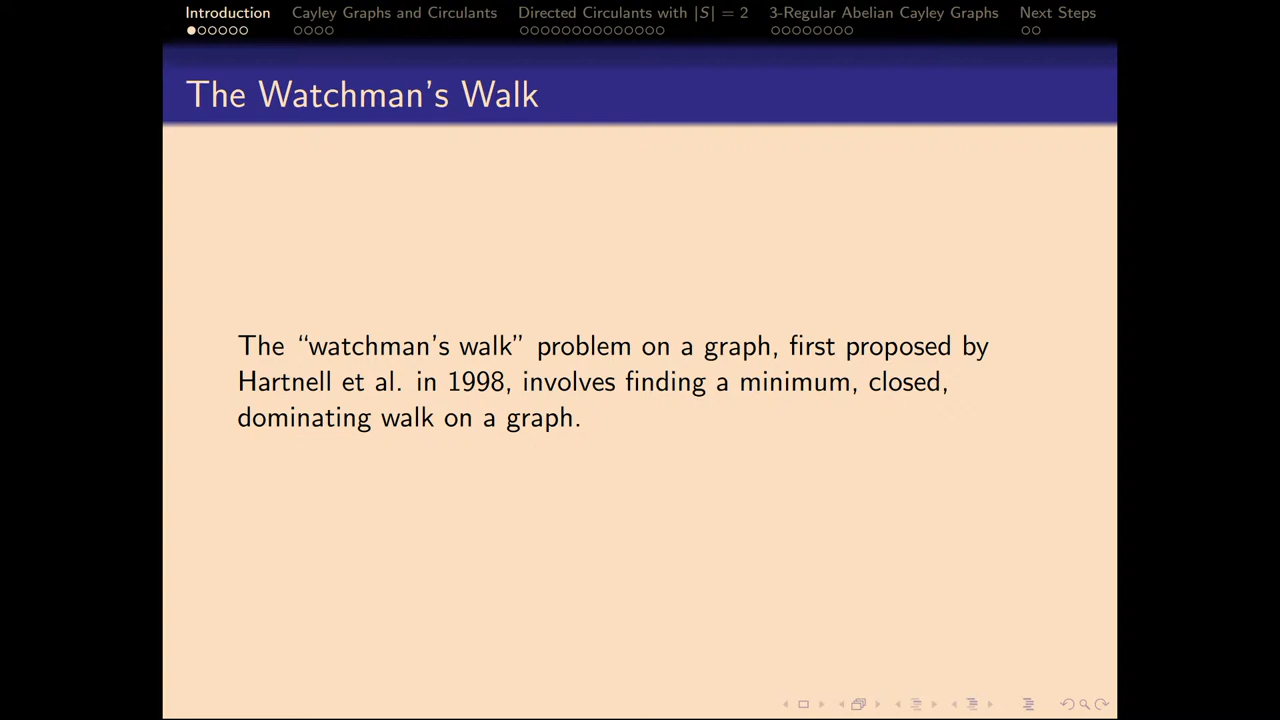 Introduction Cayley Graphs and Circulants Directed Circulants with |S| = 2 3-Regular Abelian Cayley Graphs Next Steps
The Watchman's Walk
The “watchman's walk” problem on a graph, first proposed by
Hartnell et al. in 1998, involves finding a minimum, closed,
dominating walk on a graph.